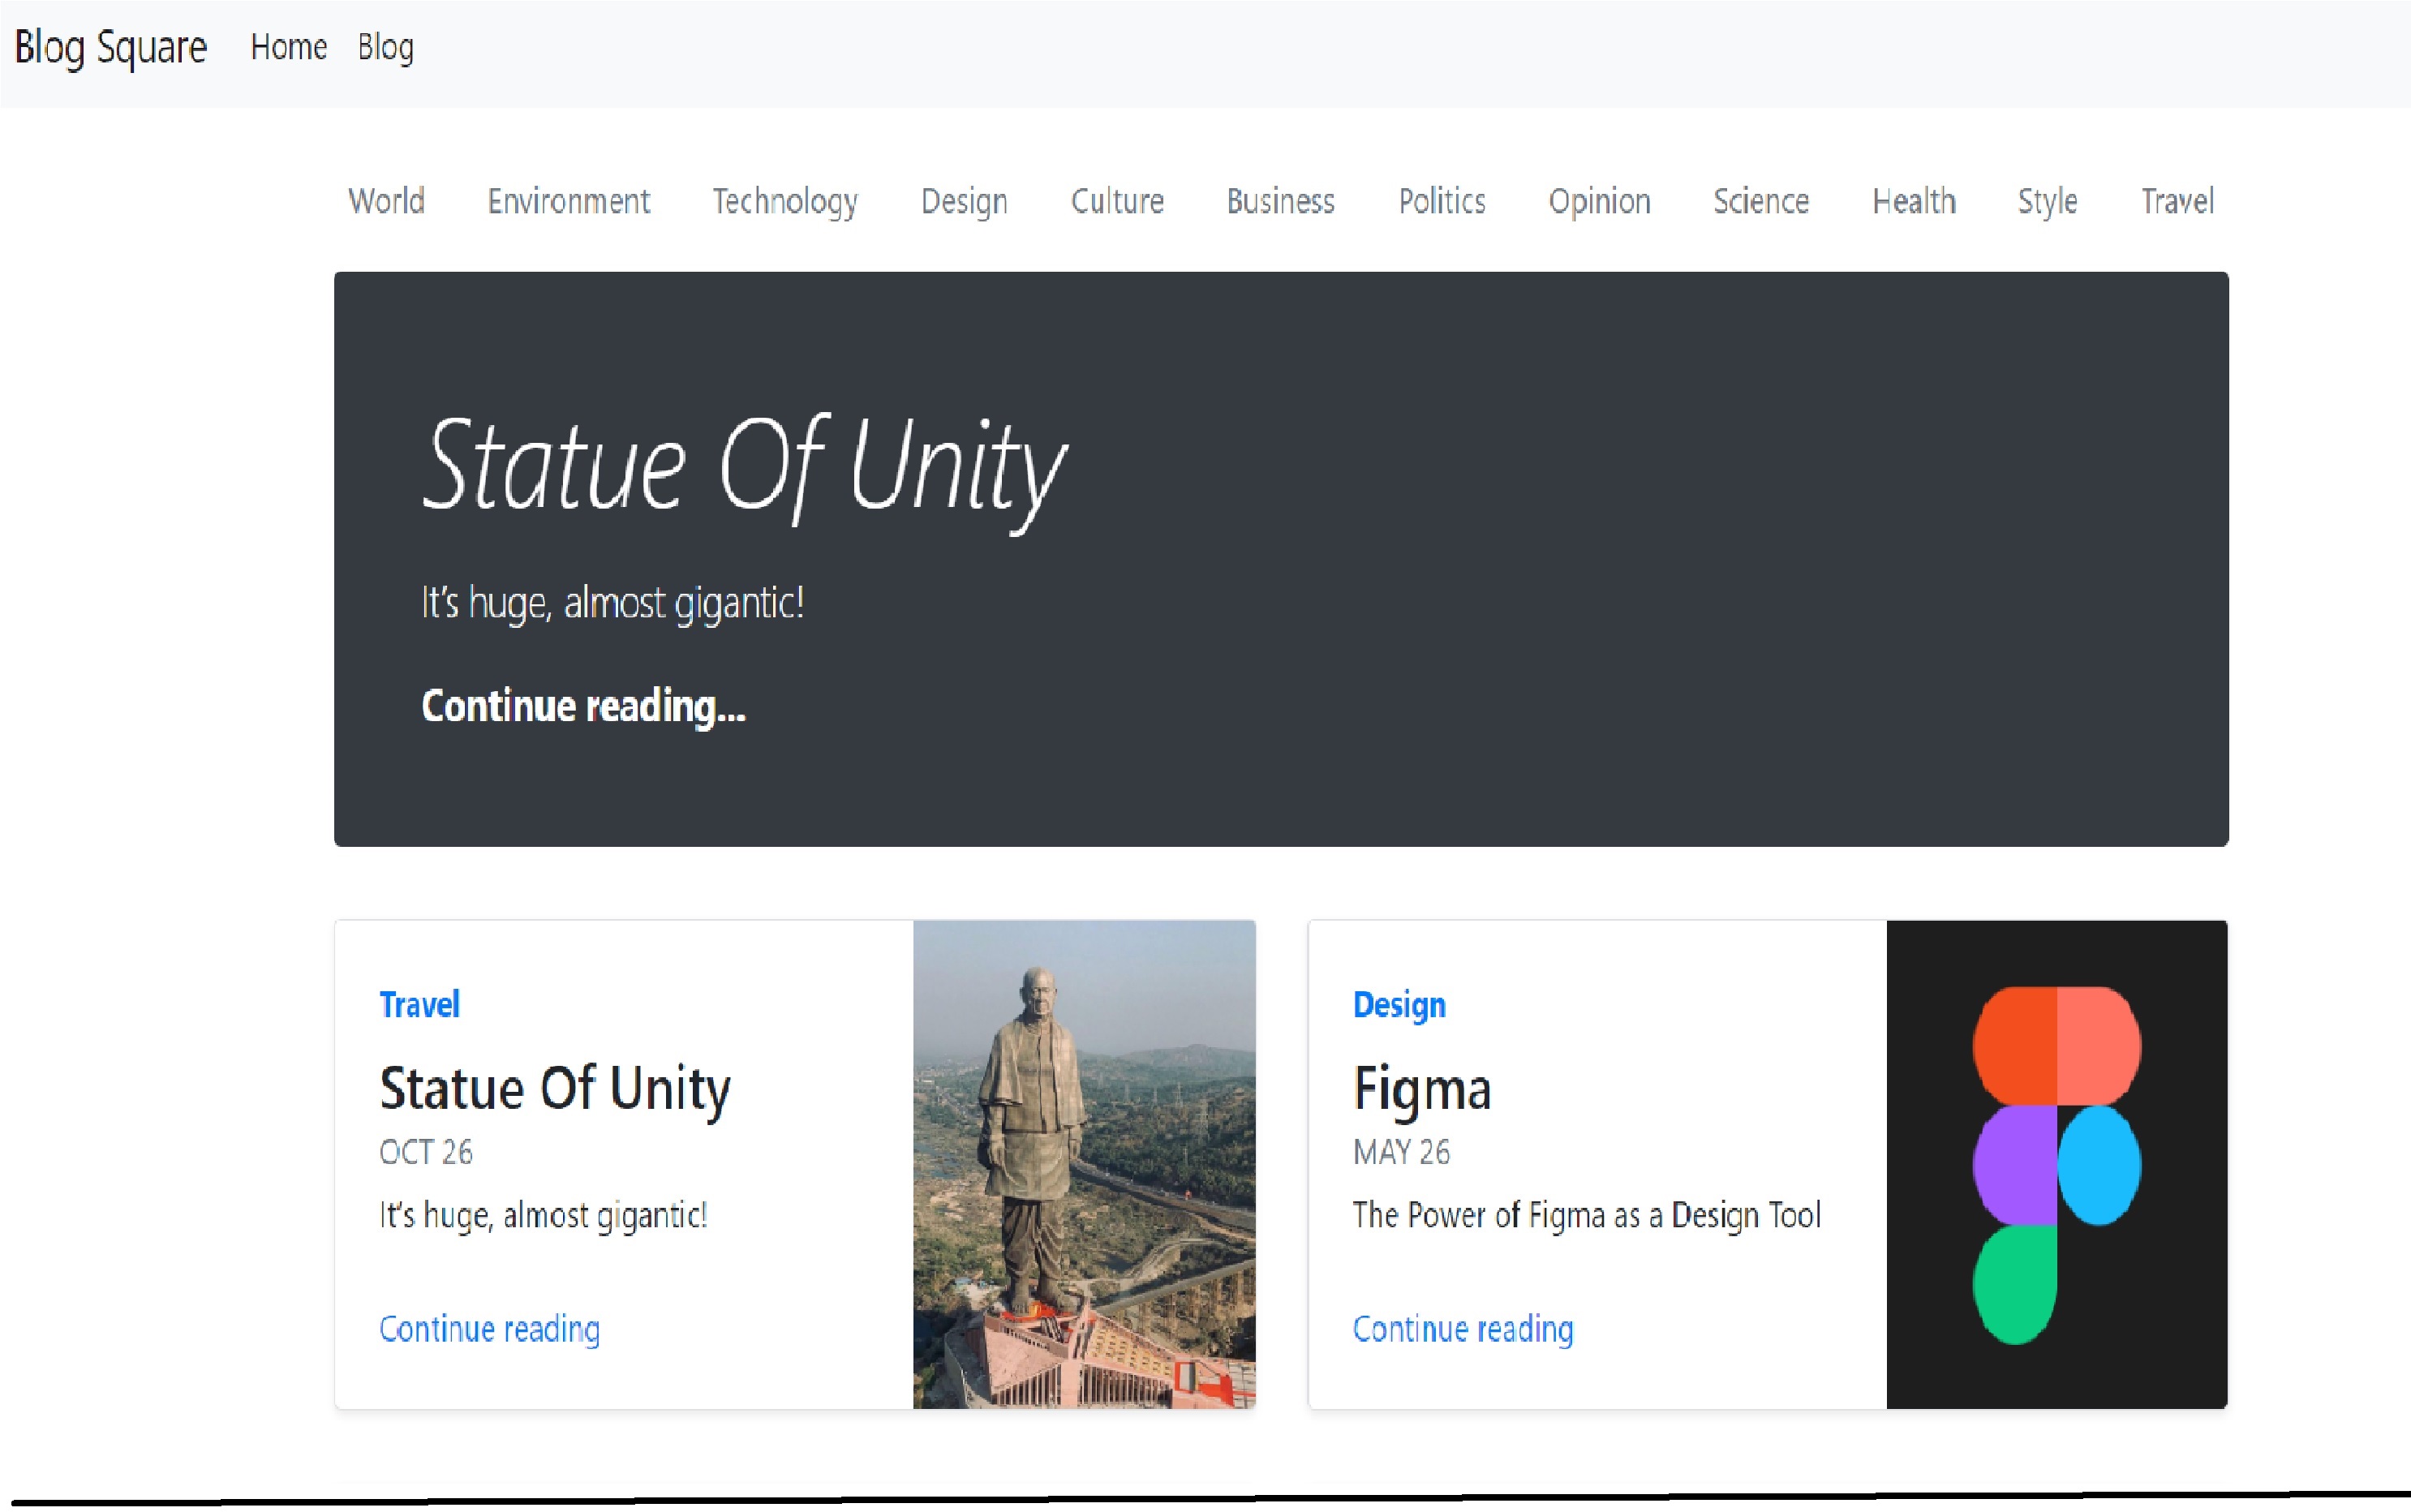 Blog Square Home Blog
World Environment Technology Design Culture Business Politics Opinion Science Health Style Travel
Statue Of Unity
It's huge, almost gigantic!
Continue reading...
Travel
Statue Of Unity
OCT 26
It's huge, almost gigantic!
Continue reading
Design
Figma
MAY 26
The Power of Figma as a Design Tool
Continue reading